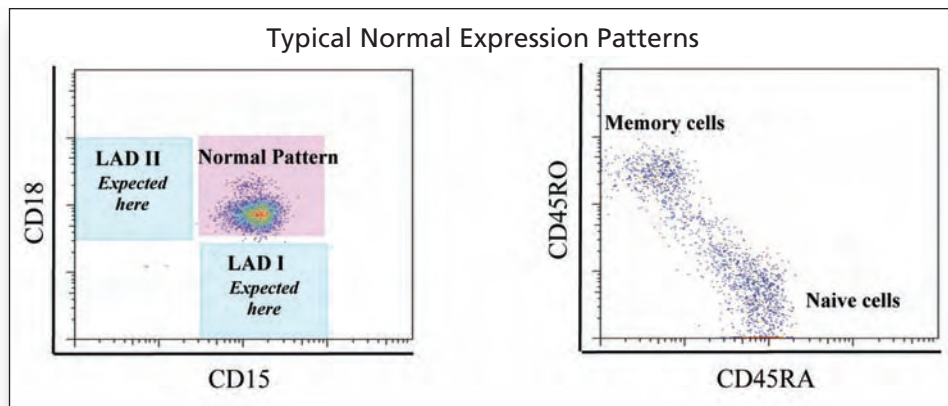 Typical Normal Expression Patterns
LAD II
Expected
here
Normal Pattern
LAD I
Expected
here
CD18
CD15
Memory cells
Naive cells
CD45RO
CD45RA